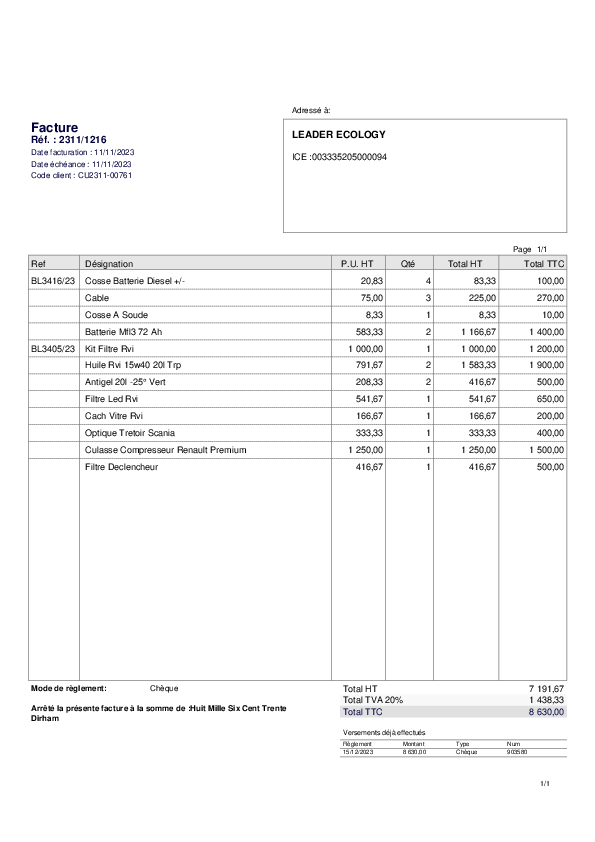 Adressé à:
Facture
Réf. : 2311/1216
Date facturation : 11/11/2023
Date échéance : 11/11/2023
Code client : CU2311-00761
LEADER ECOLOGY
ICE :003335205000094
Page 1/1
Ref Désignation P.U. HT Qté Total HT Total TTC
BL3416/23 Cosse Batterie Diesel +/- 20,83 4 83,33 100,00
Cable 75,00 3 225,00 270,00
Cosse A Soude 8,33 1 8,33 10,00
Batterie Mfl3 72 Ah 583,33 2 1 166,67 1 400,00
BL3405/23 Kit Filtre Rvi 1 000,00 1 1 000,00 1 200,00
Huile Rvi 15w40 20l Trp 791,67 2 1 583,33 1 900,00
Antigel 20l -25° Vert 208,33 2 416,67 500,00
Filtre Led Rvi 541,67 1 541,67 650,00
Cach Vitre Rvi 166,67 1 166,67 200,00
Optique Tretoir Scania 333,33 1 333,33 400,00
Culasse Compresseur Renault Premium 1 250,00 1 1 250,00 1 500,00
Filtre Declencheur 416,67 1 416,67 500,00
Mode de règlement: Chèque
Arrêté la présente facture à la somme de :Huit Mille Six Cent Trente
Dirham
Total HT 7 191,67
Total TVA 20% 1 438,33
Total TTC 8 630,00
Versements déjà effectués
Règlement Montant Type Num
15/12/2023 8 630,00 Chèque 903580
1/1